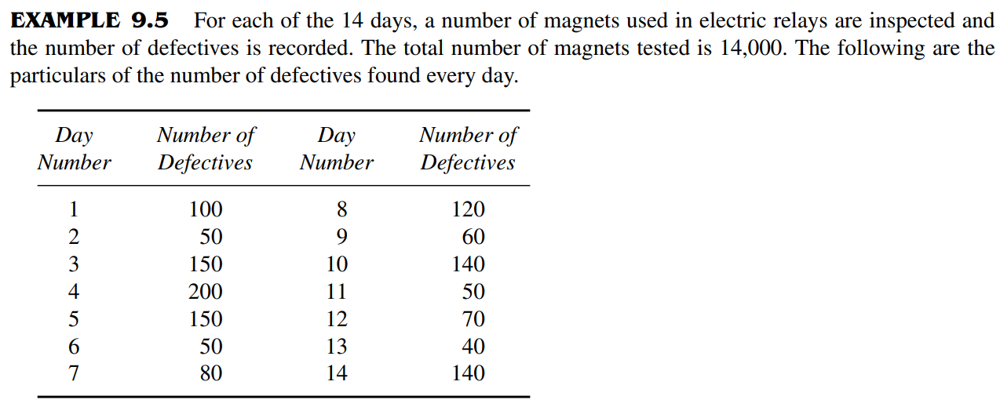 EXAMPLE 9.5 For each of the 14 days, a number of magnets used in electric relays are inspected and
the number of defectives is recorded. The total number of magnets tested is 14,000. The following are the
particulars of the number of defectives found every day.
Day Number of Day Number of
Number Defectives Number Defectives
1 100 8 120
2 50 9 60
3 150 10 140
4 200 11 50
5 150 12 70
6 50 13 40
7 80 14 140